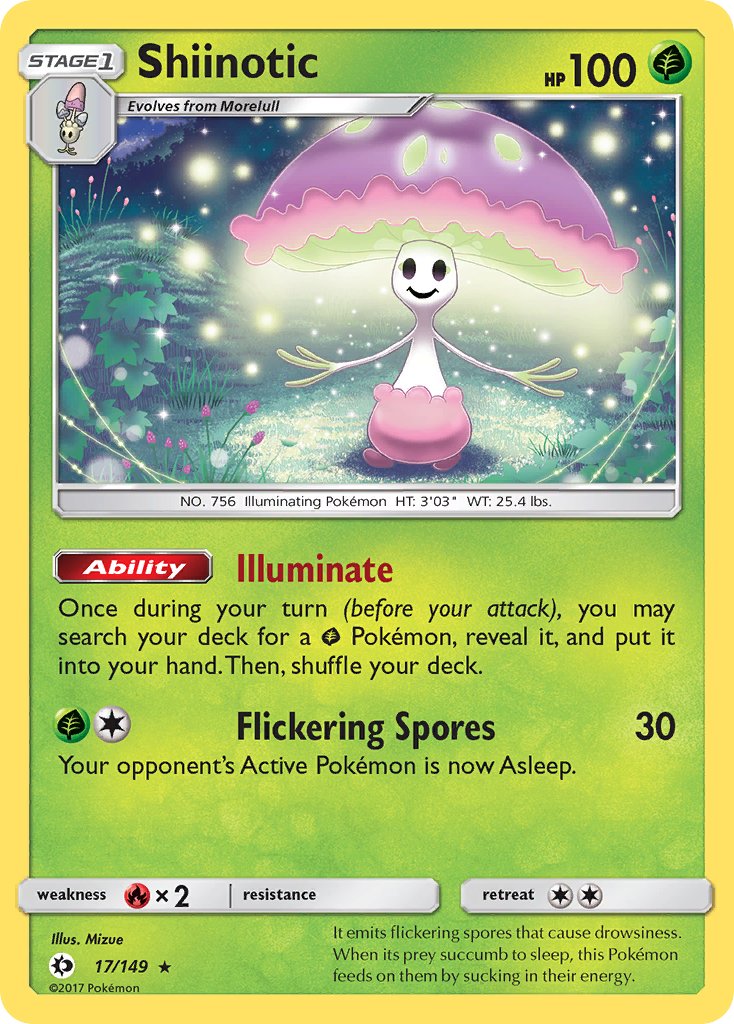 STAGE1
Shiinotic
HP 100
Evolves from Morelull
NO. 756 Illuminating Pokémon HT: 3'03" WT: 25.4 lbs.
Ability Illuminate
Once during your turn (before your attack), you may
search your deck for a Pokémon, reveal it, and put it
into your hand. Then, shuffle your deck.
Flickering Spores 30
Your opponent's Active Pokémon is now Asleep.
weakness ×2 resistance retreat
Illus. Mizue
17/149 ★
©2017 Pokémon
It emits flickering spores that cause drowsiness.
When its prey succumb to sleep, this Pokémon
feeds on them by sucking in their energy.